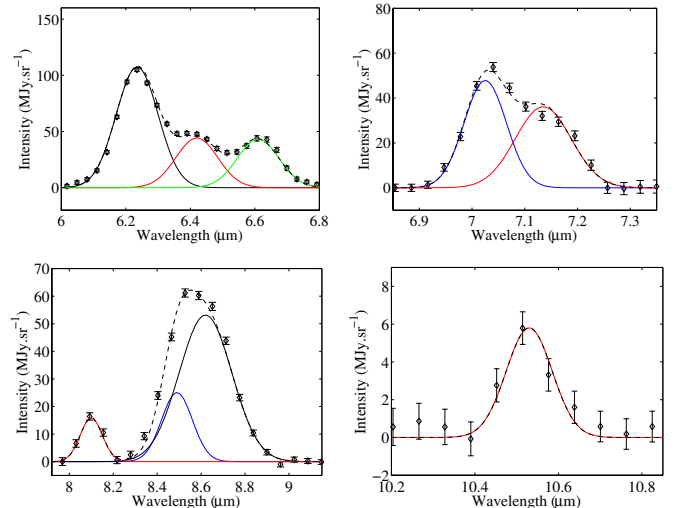 150
100
50
0
Intensity (MJy.sr⁻¹)
6 6.2 6.4 6.6 6.8
Wavelength (μm)
80
60
40
20
0
Intensity (MJy.sr⁻¹)
6.9 7 7.1 7.2 7.3
Wavelength (μm)
70
60
50
40
30
20
10
0
Intensity (MJy.sr⁻¹)
8 8.2 8.4 8.6 8.8 9
Wavelength (μm)
8
6
4
2
0
−2
Intensity (MJy.sr⁻¹)
10.2 10.4 10.6 10.8
Wavelength (μm)